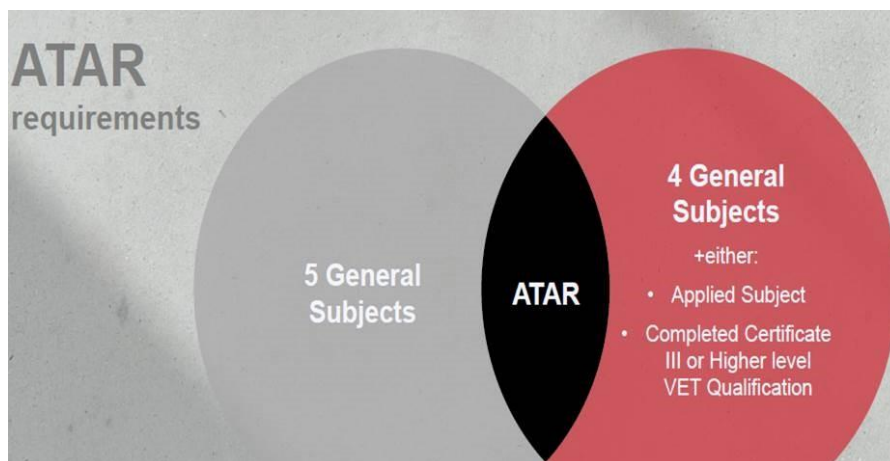 ATAR
requirements
5 General
Subjects
ATAR
4 General
Subjects
+either:
• Applied Subject
• Completed Certificate
III or Higher level
VET Qualification